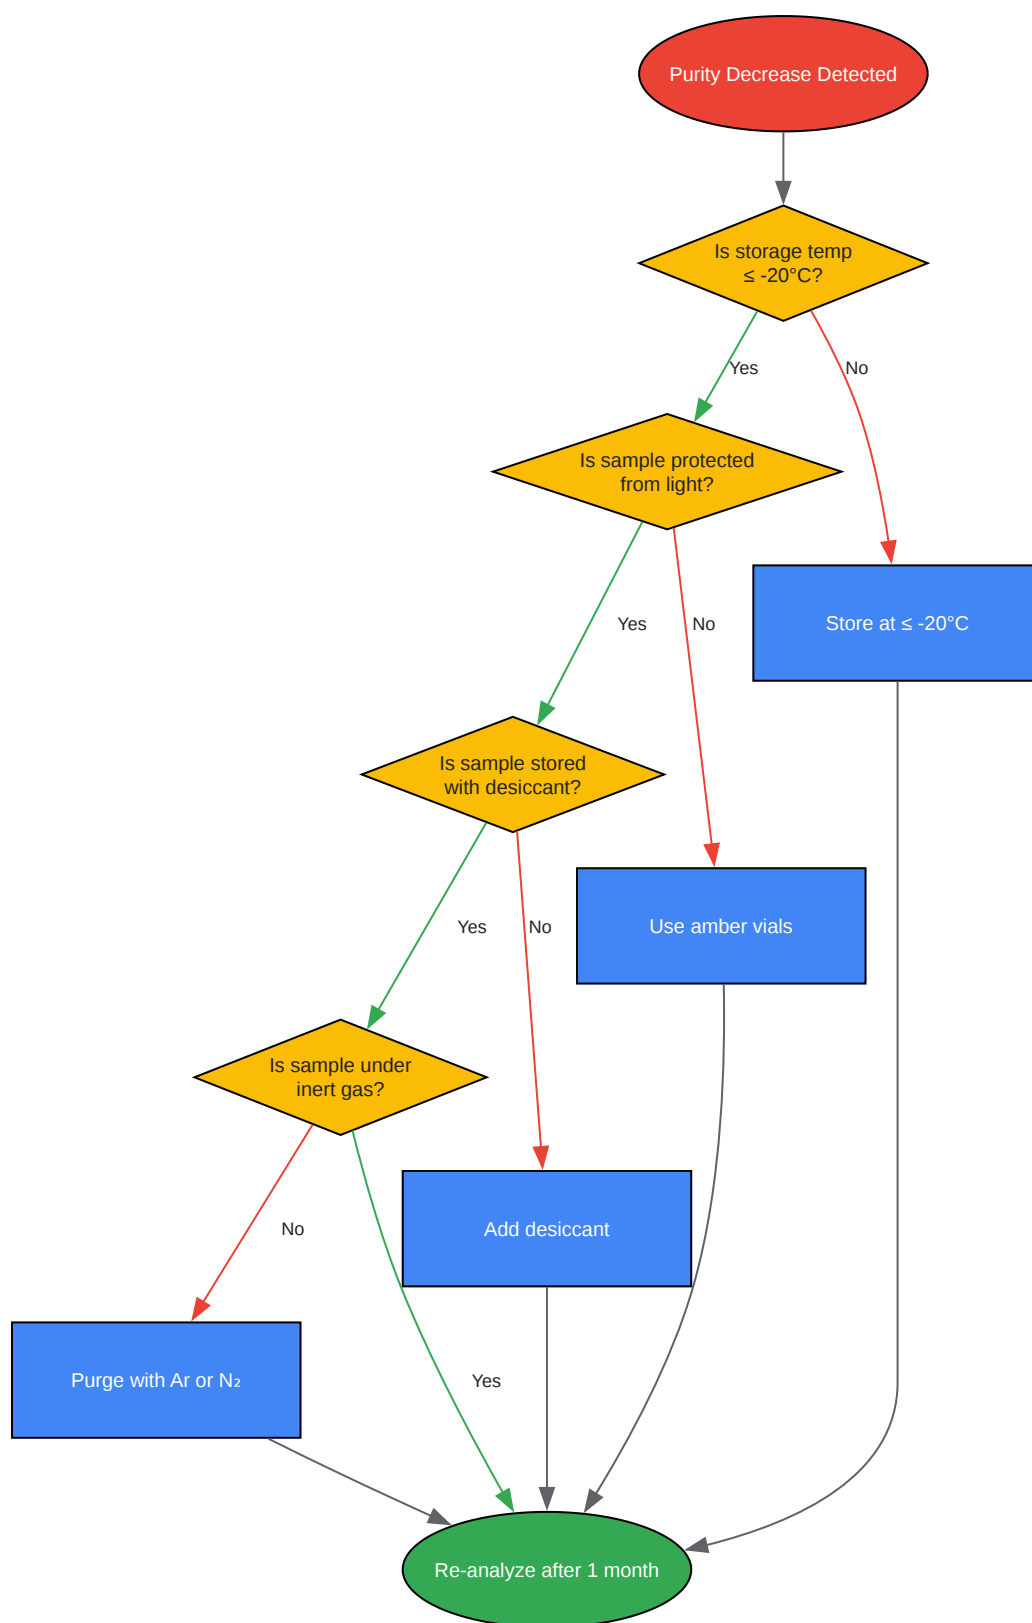 Purity Decrease Detected
Is storage temp
≤ -20°C?
Yes
No
Is sample protected
from light?
Store at ≤ -20°C
Yes
No
Is sample stored
with desiccant?
Use amber vials
Yes
No
Is sample under
inert gas?
Add desiccant
No
Purge with Ar or N₂
Yes
Re-analyze after 1 month